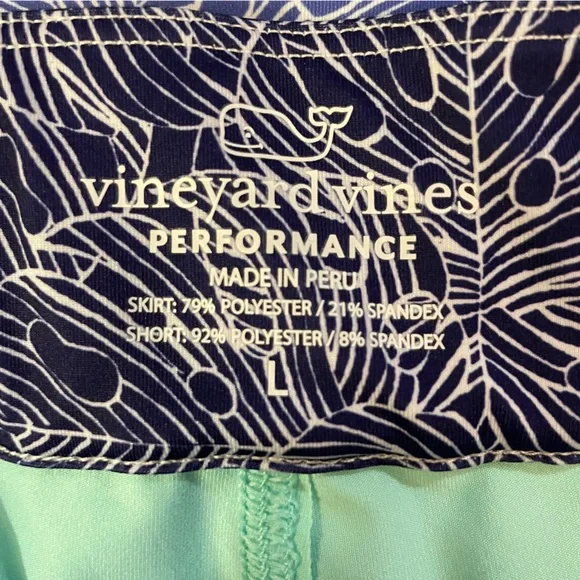 vineyard vines
PERFORMANCE
MADE IN PERU
SKIRT: 79% POLYESTER / 21% SPANDEX
SHORT: 92% POLYESTER / 8% SPANDEX
L